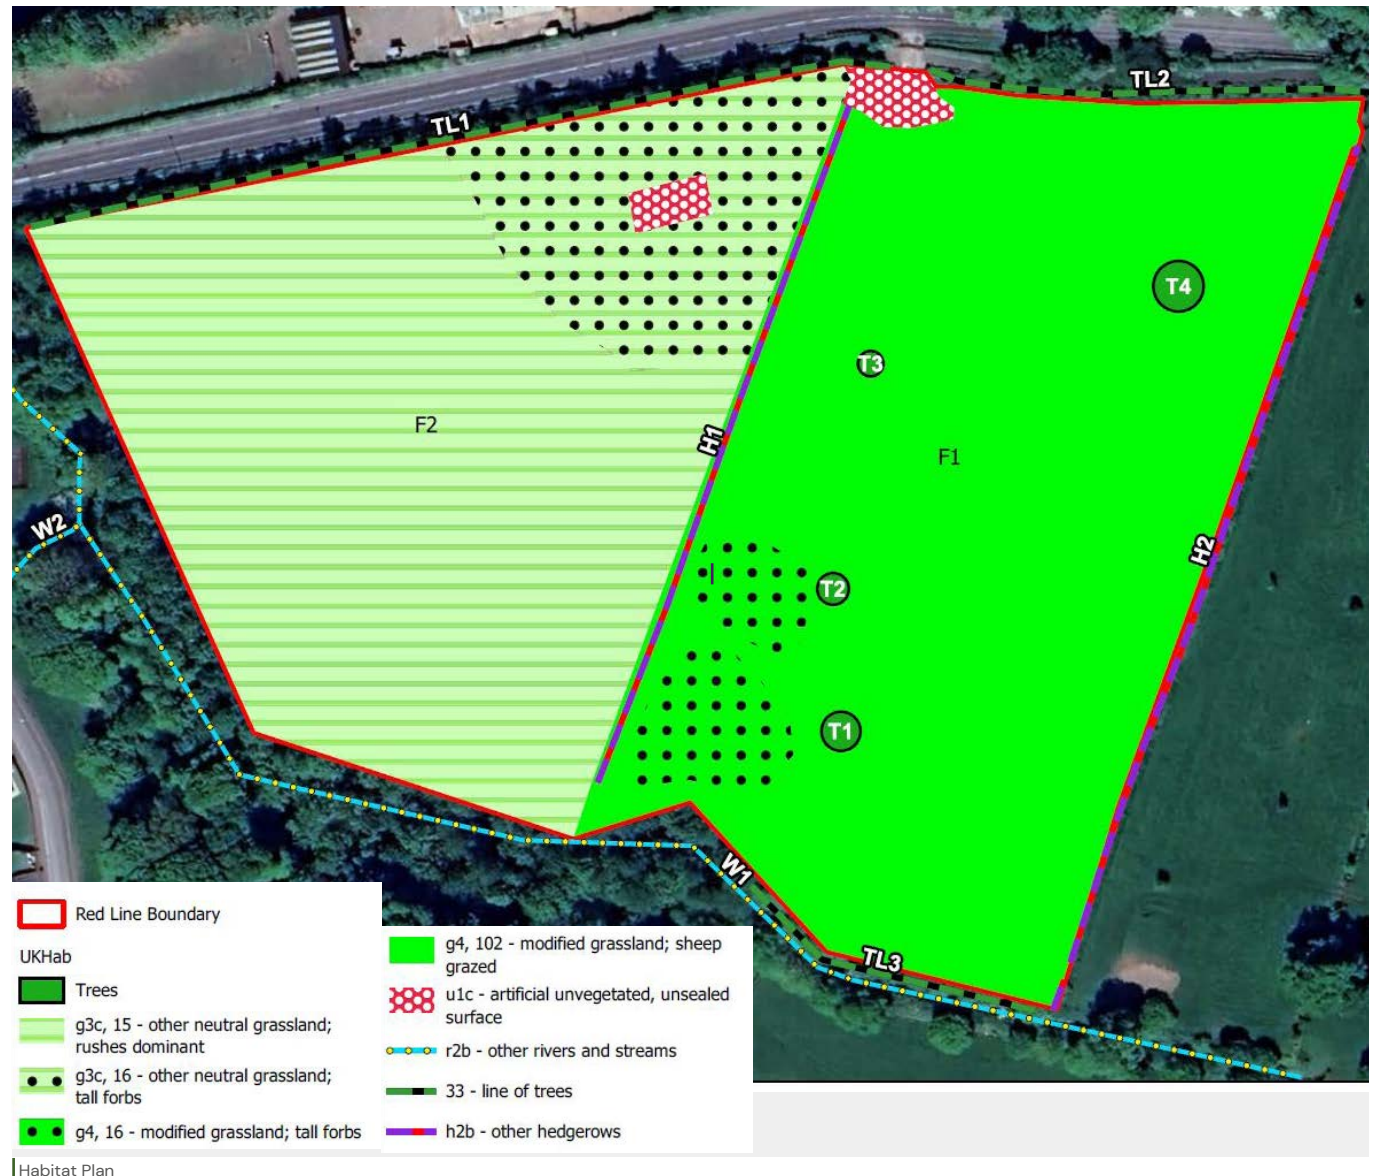 TL2
TL1
T4
T3
F2
H1
F1
W2
H2
T2
T1
W1
TL3
Red Line Boundary
UKHab
Trees
g3c, 15 - other neutral grassland;
rushes dominant
g3c, 16 - other neutral grassland;
tall forbs
g4, 16 - modified grassland; tall forbs
g4, 102 - modified grassland; sheep
grazed
u1c - artificial unvegetated, unsealed
surface
r2b - other rivers and streams
33 - line of trees
h2b - other hedgerows
Habitat Plan